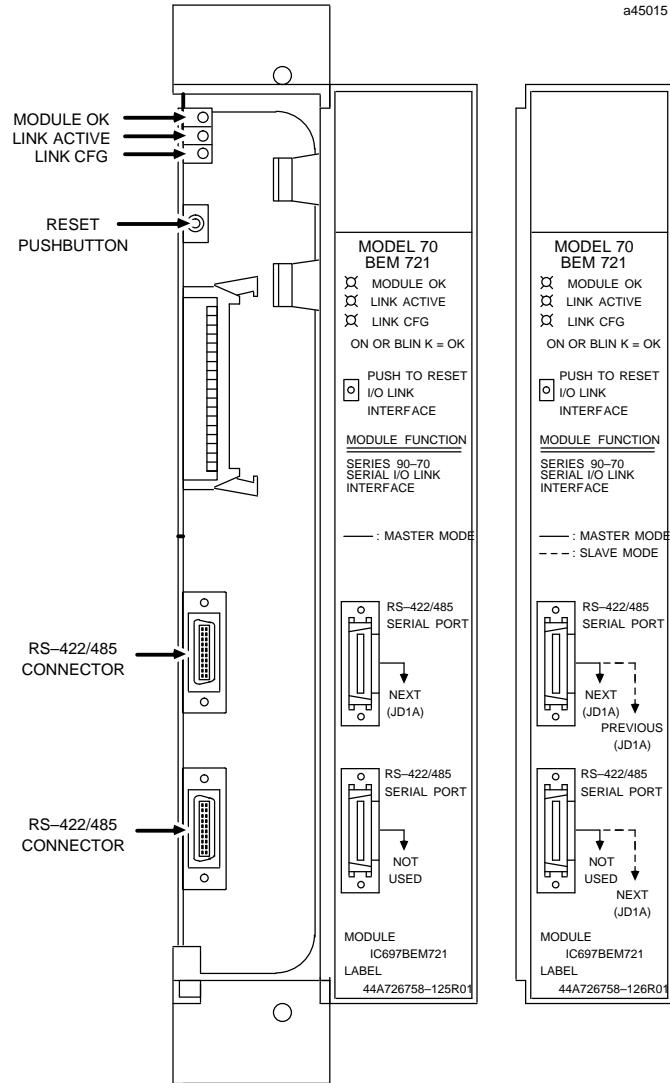 a45015
MODULE OK
LINK ACTIVE
LINK CFG
RESET
PUSHBUTTON
RS–422/485
CONNECTOR
RS–422/485
CONNECTOR
MODEL 70
BEM 721
MODULE OK
LINK ACTIVE
LINK CFG
ON OR BLIN K = OK
PUSH TO RESET
I/O LINK
INTERFACE
MODULE FUNCTION
SERIES 90–70
SERIAL I/O LINK
INTERFACE
: MASTER MODE
RS–422/485
SERIAL PORT
NEXT
(JD1A)
RS–422/485
SERIAL PORT
NOT
USED
MODULE
IC697BEM721
LABEL
44A726758–125R01
MODEL 70
BEM 721
MODULE OK
LINK ACTIVE
LINK CFG
ON OR BLIN K = OK
PUSH TO RESET
I/O LINK
INTERFACE
MODULE FUNCTION
SERIES 90–70
SERIAL I/O LINK
INTERFACE
: MASTER MODE
: SLAVE MODE
RS–422/485
SERIAL PORT
NEXT
(JD1A)
PREVIOUS
(JD1A)
RS–422/485
SERIAL PORT
NOT
USED
NEXT
(JD1A)
MODULE
IC697BEM721
LABEL
44A726758–126R01